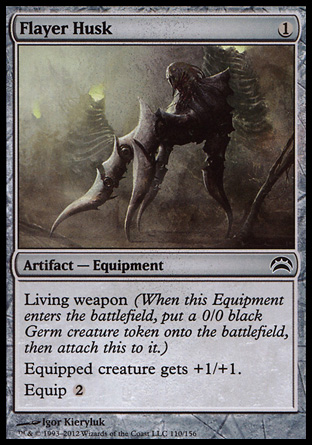 Flayer Husk 1
Artifact — Equipment
Living weapon (When this Equipment
enters the battlefield, put a 0/0 black
Germ creature token onto the battlefield,
then attach this to it.)
Equipped creature gets +1/+1.
Equip 2
Igor Kieryluk
™ & © 1993–2012 Wizards of the Coast LLC 110/156